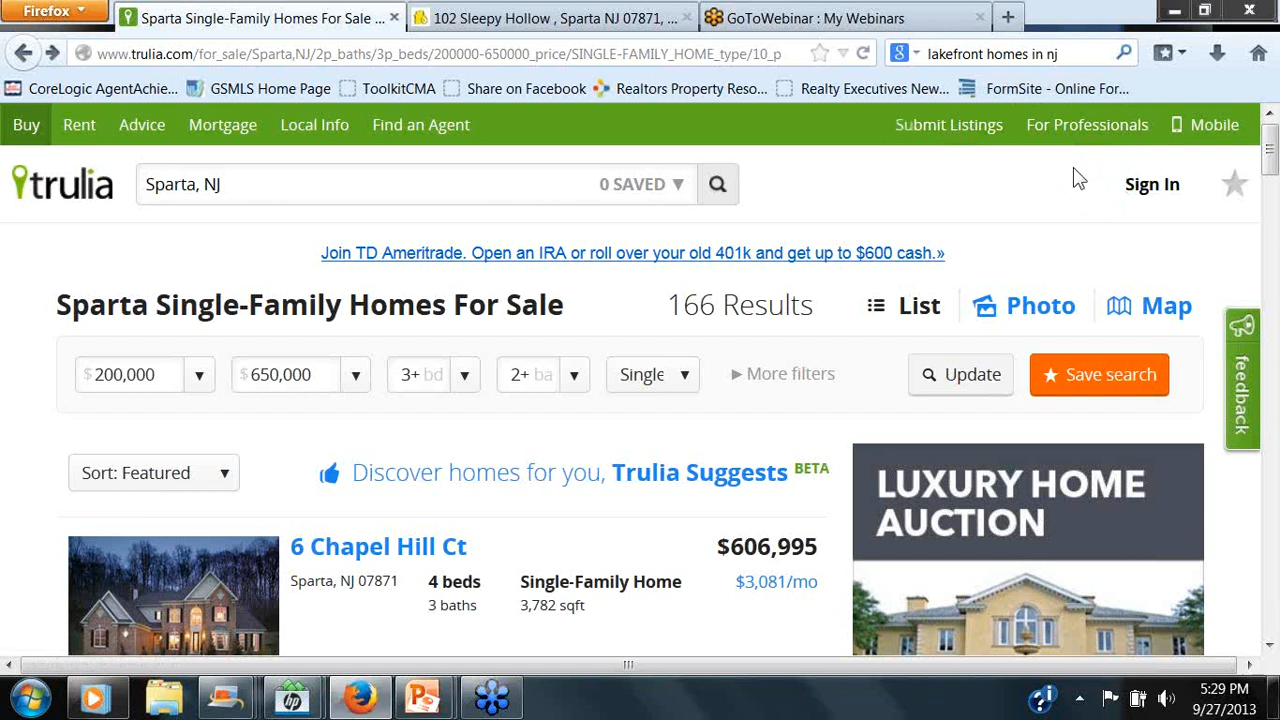 Firefox
Sparta Single-Family Homes For Sale ...
102 Sleepy Hollow , Sparta NJ 07871, ...
GoToWebinar : My Webinars
www.trulia.com/for_sale/Sparta,NJ/2p_baths/3p_beds/200000-650000_price/SINGLE-FAMILY_HOME_type/10_p
lakefront homes in nj
CoreLogic AgentAchie...
GSMLS Home Page
ToolkitCMA
Share on Facebook
Realtors Property Reso...
Realty Executives New...
FormSite - Online For...
Buy Rent Advice Mortgage Local Info Find an Agent Submit Listings For Professionals Mobile
trulia
Sparta, NJ 0 SAVED
Sign In
Join TD Ameritrade. Open an IRA or roll over your old 401k and get up to $600 cash.»
Sparta Single-Family Homes For Sale 166 Results List Photo Map
$ 200,000 $ 650,000 3+ bd 2+ ba Single More filters Update Save search
feedback
Sort: Featured
Discover homes for you, Trulia Suggests BETA
LUXURY HOME
AUCTION
6 Chapel Hill Ct $606,995
Sparta, NJ 07871 4 beds Single-Family Home $3,081/mo
3 baths 3,782 sqft
5:29 PM
9/27/2013